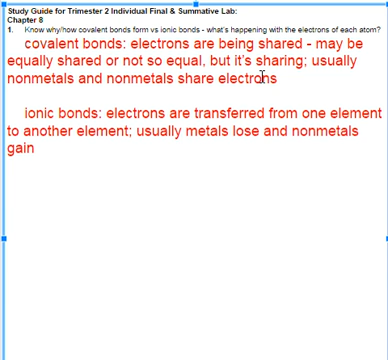 Study Guide for Trimester 2 Individual Final & Summative Lab:
Chapter 8
1. Know why/how covalent bonds form vs ionic bonds - what's happening with the electrons of each atom?
covalent bonds: electrons are being shared - may be
equally shared or not so equal, but it's sharing; usually
nonmetals and nonmetals share electrons
ionic bonds: electrons are transferred from one element
to another element; usually metals lose and nonmetals
gain